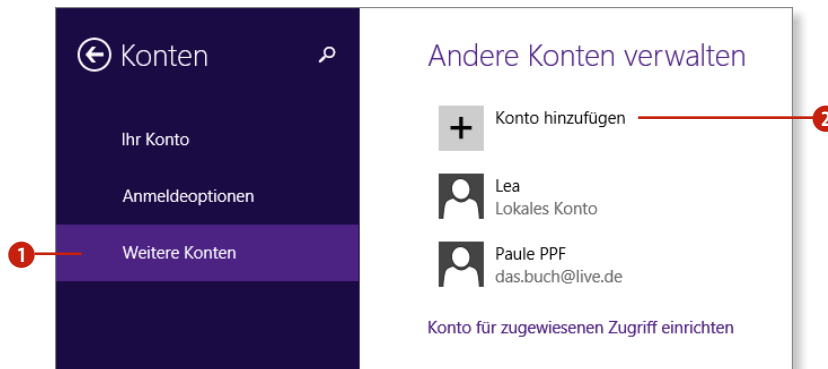 Konten
Ihr Konto
Anmeldeoptionen
1
Weitere Konten
Andere Konten verwalten
Konto hinzufügen
2
Lea
Lokales Konto
Paule PPF
das.buch@live.de
Konto für zugewiesenen Zugriff einrichten